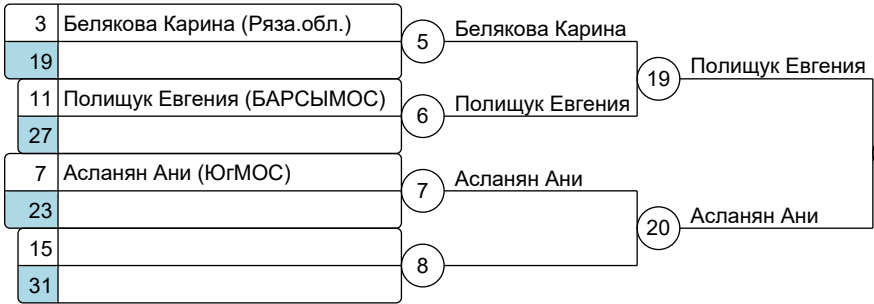 3 Белякова Карина (Ряза.обл.)
19
5 Белякова Карина
11 Полищук Евгения (БАРСЫМОС)
27
6 Полищук Евгения
19 Полищук Евгения
7 Асланян Ани (ЮгМОС)
23
7 Асланян Ани
15
31
8
20 Асланян Ани